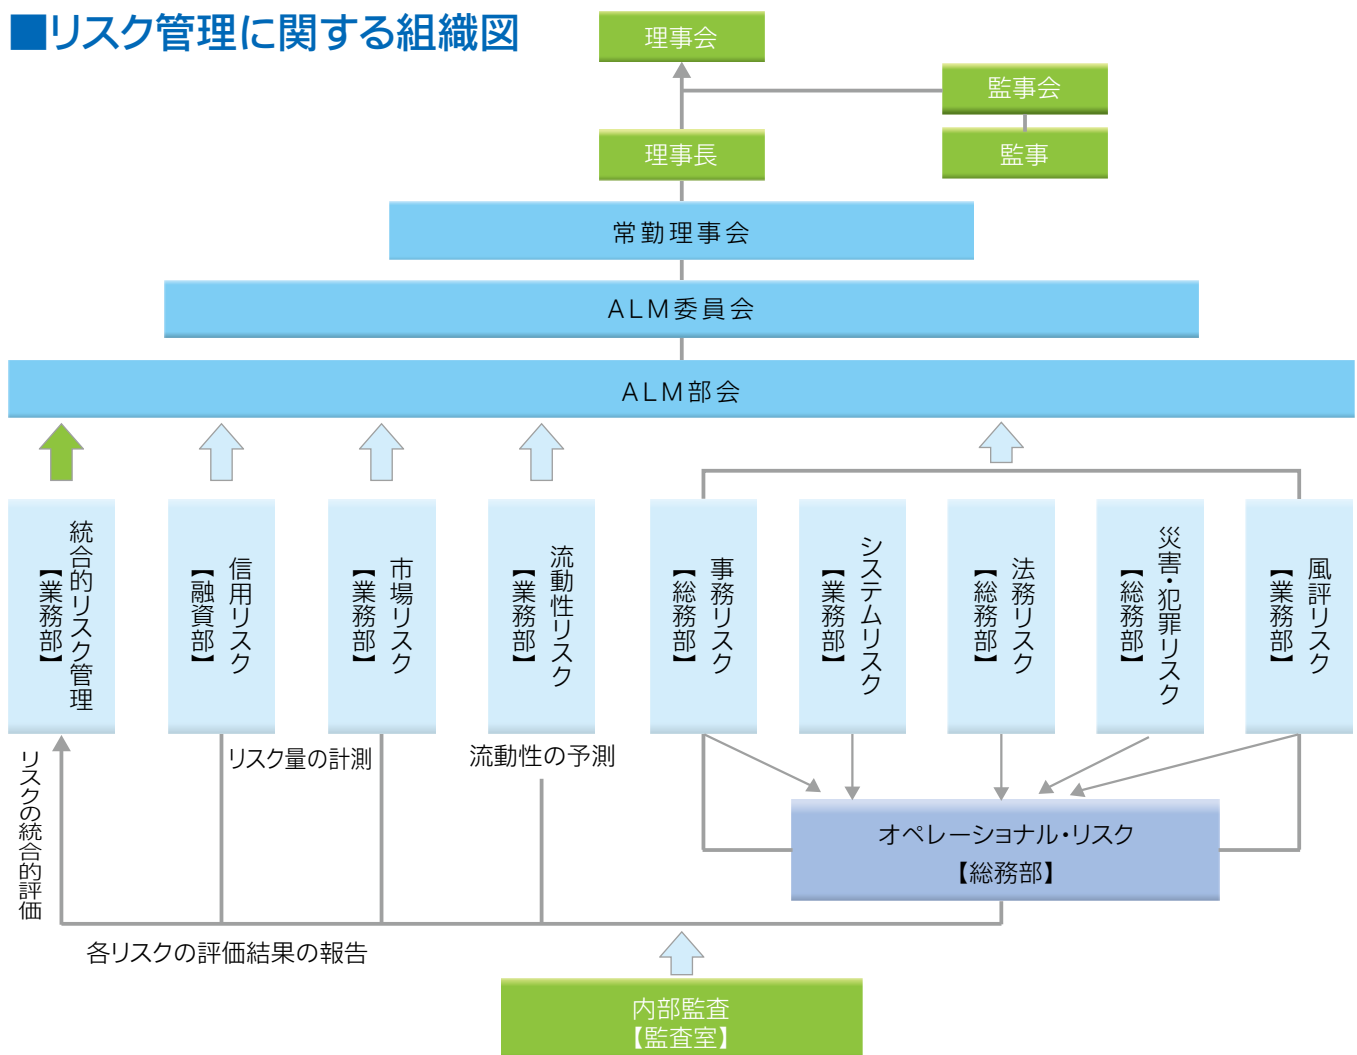 ■リスク管理に関する組織図
理事会
監事会
理事長
監事
常勤理事会
ALM委員会
ALM部会
統合的リスク管理
【業務部】
信用リスク
【融資部】
市場リスク
【業務部】
流動性リスク
【業務部】
事務リスク
【総務部】
システムリスク
【業務部】
法務リスク
【総務部】
災害・犯罪リスク
【総務部】
風評リスク
【業務部】
リスクの統合的評価
リスク量の計測
流動性の予測
オペレーショナル・リスク
【総務部】
各リスクの評価結果の報告
内部監査
【監査室】